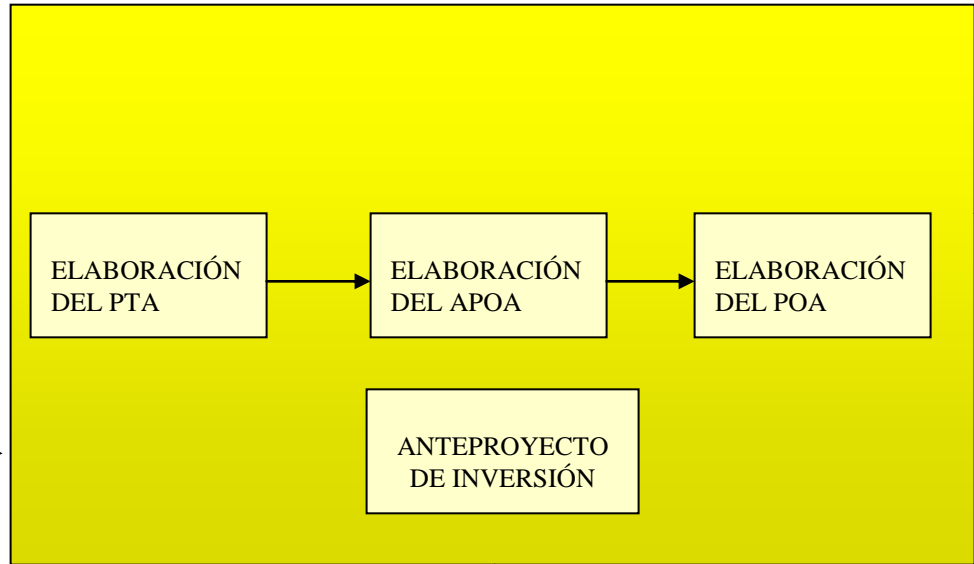 ELABORACIÓN
DEL PTA
ELABORACIÓN
DEL APOA
ELABORACIÓN
DEL POA
ANTEPROYECTO
DE INVERSIÓN